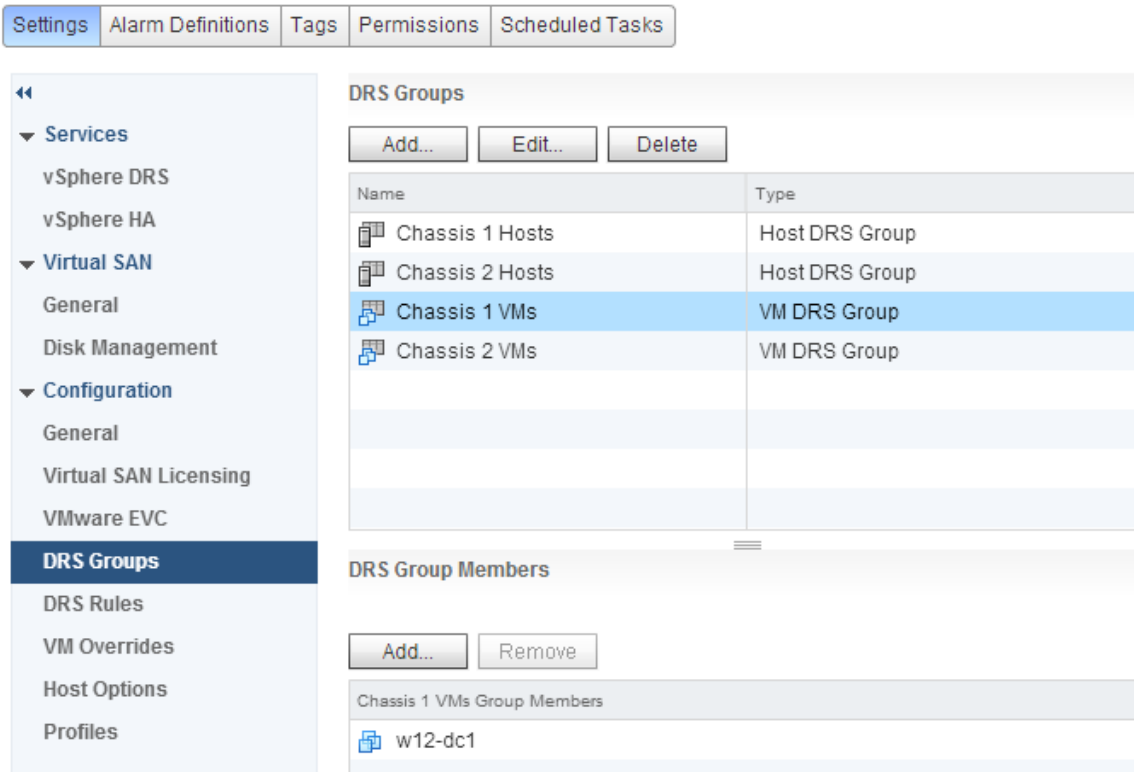 Settings Alarm Definitions Tags Permissions Scheduled Tasks
Services
vSphere DRS
vSphere HA
Virtual SAN
General
Disk Management
Configuration
General
Virtual SAN Licensing
VMware EVC
DRS Groups
DRS Rules
VM Overrides
Host Options
Profiles
DRS Groups
Add... Edit... Delete
Name Type
Chassis 1 Hosts Host DRS Group
Chassis 2 Hosts Host DRS Group
Chassis 1 VMs VM DRS Group
Chassis 2 VMs VM DRS Group
DRS Group Members
Add... Remove
Chassis 1 VMs Group Members
w12-dc1